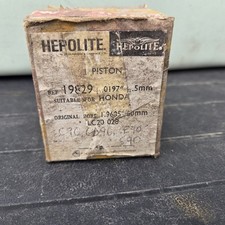 HEPOLITE
HEPOLITE
PISTON
REF 19829 .0197" .5mm
SUITABLE FOR HONDA
ORIGINAL BORE 1.9685" 50mm